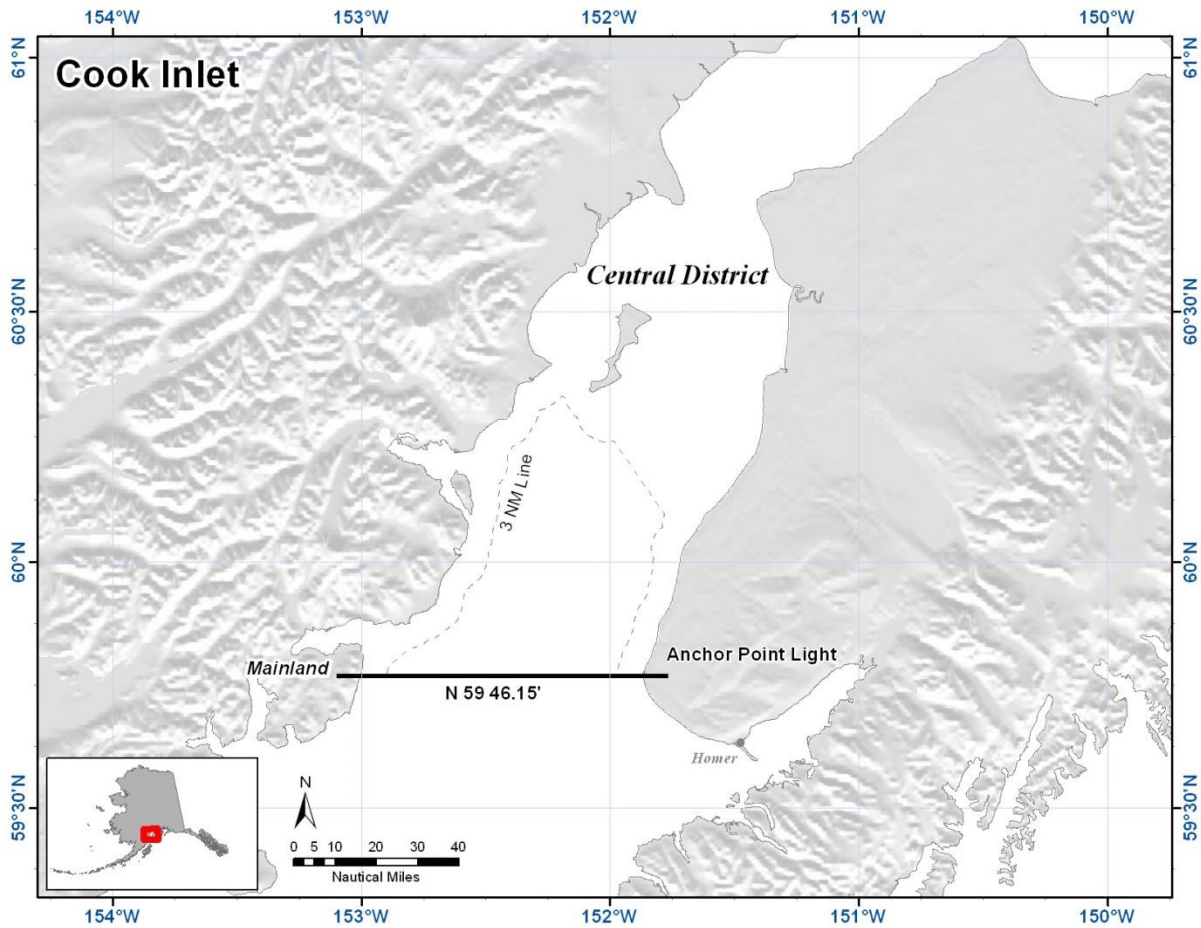 154°W 153°W 152°W 151°W 150°W
61°N 61°N
Cook Inlet
Central District
60°30'N 60°30'N
3 NM Line
60°N 60°N
Mainland
Anchor Point Light
N 59 46.15'
Homer
59°30'N 59°30'N
N
0 5 10 20 30 40
Nautical Miles
154°W 153°W 152°W 151°W 150°W